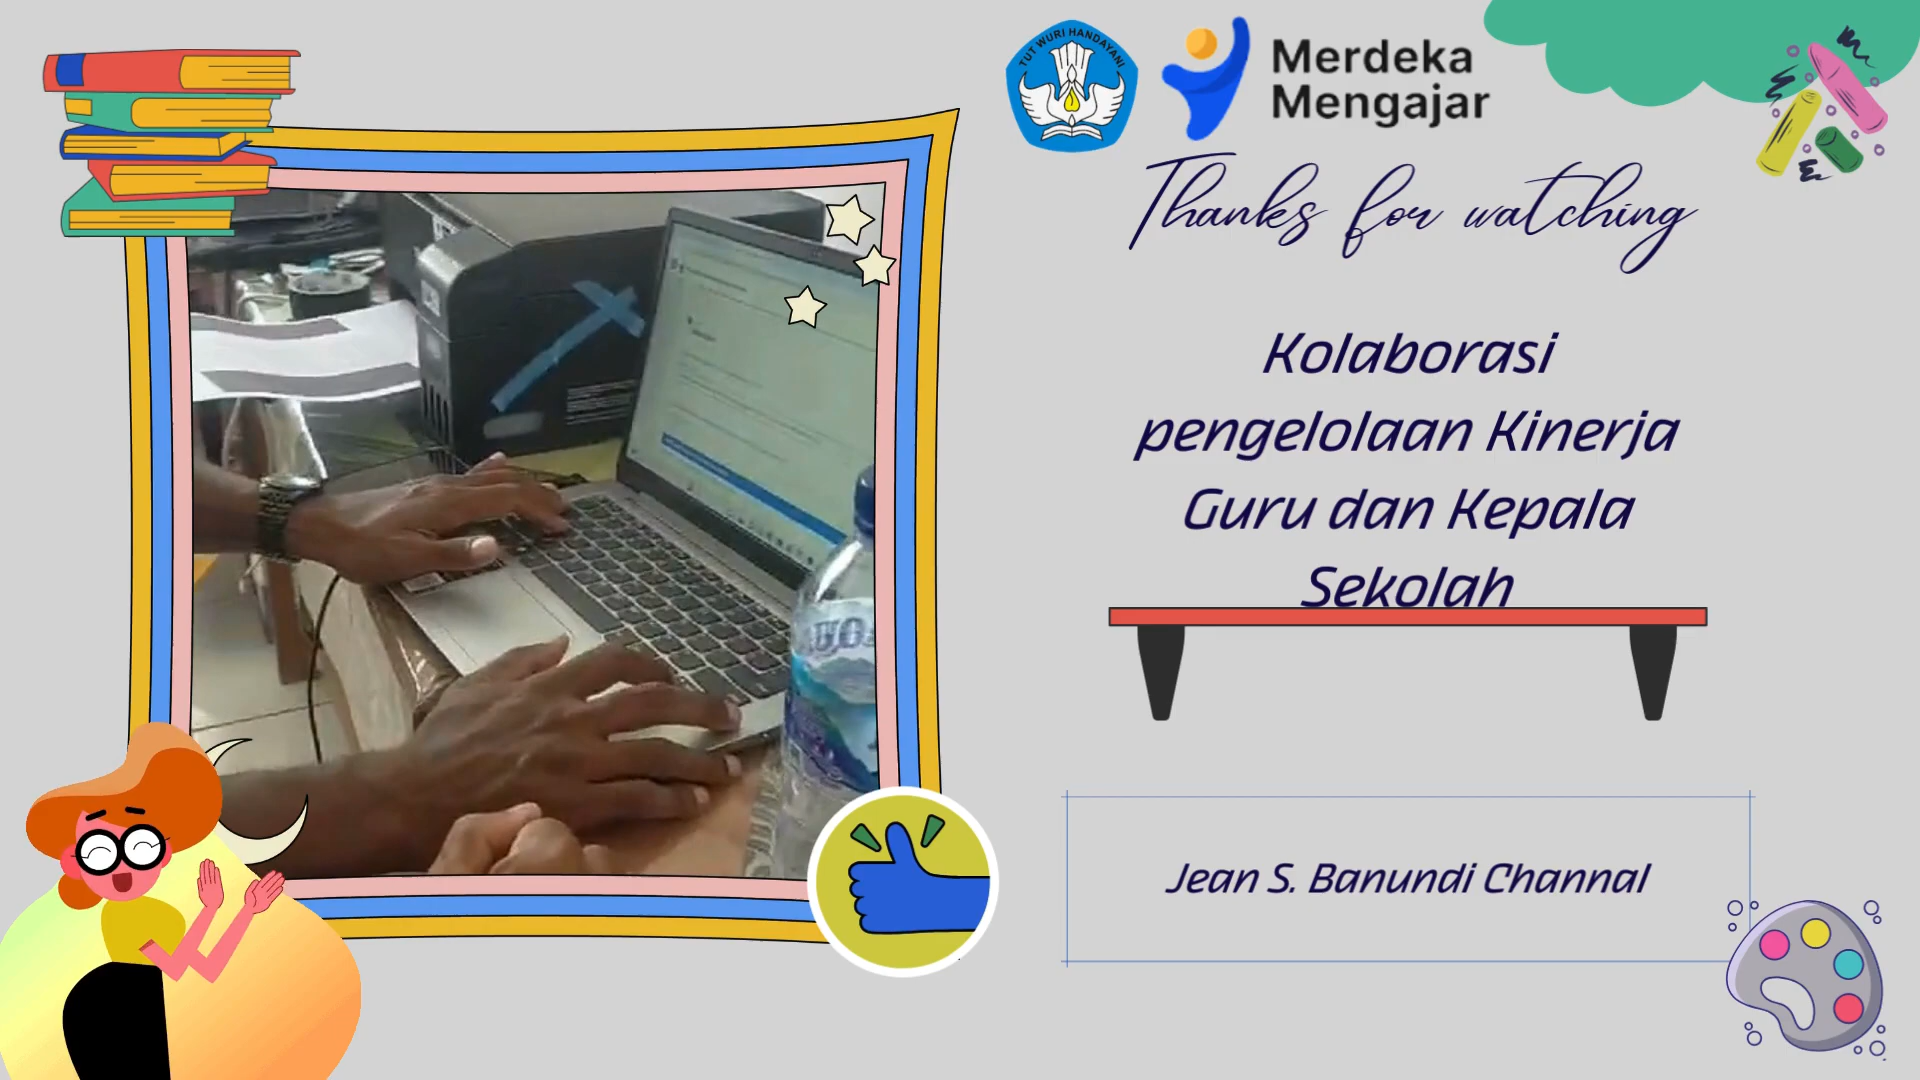 TUT WURI HANDAYANI
Merdeka
Mengajar
Thanks for watching
Kolaborasi
pengelolaan Kinerja
Guru dan Kepala
Sekolah
Jean S. Banundi Channal